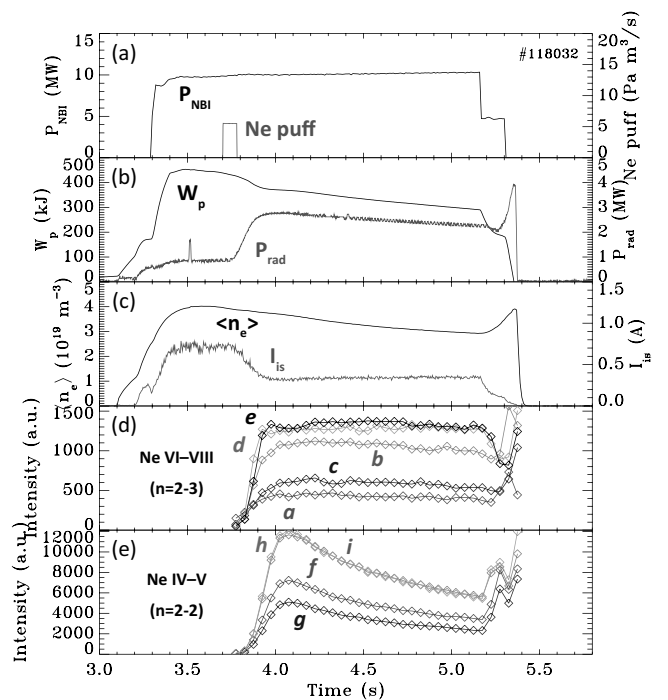 (a)
#118032
P_NBI (MW)
15
10
5
0
P_NBI
Ne puff
20
15
10
5
0
Ne puff (Pa m³/s)
(b)
W_p (kJ)
500
400
300
200
100
0
W_p
P_rad
5
4
3
2
1
0
P_rad (MW)
(c)
n_e⟩ (10¹⁹ m⁻³)
5
4
3
2
1
0
<n_e>
I_is
1.5
1.0
0.5
0.0
I_is (A)
(d)
Intensity (a.u.)
1500
1000
500
0
Ne VI–VIII
(n=2-3)
e
d
b
c
a
(e)
Intensity (a.u.)
12000
10000
8000
6000
4000
2000
0
Ne IV–V
(n=2-2)
h
i
f
g
3.0 3.5 4.0 4.5 5.0 5.5
Time (s)